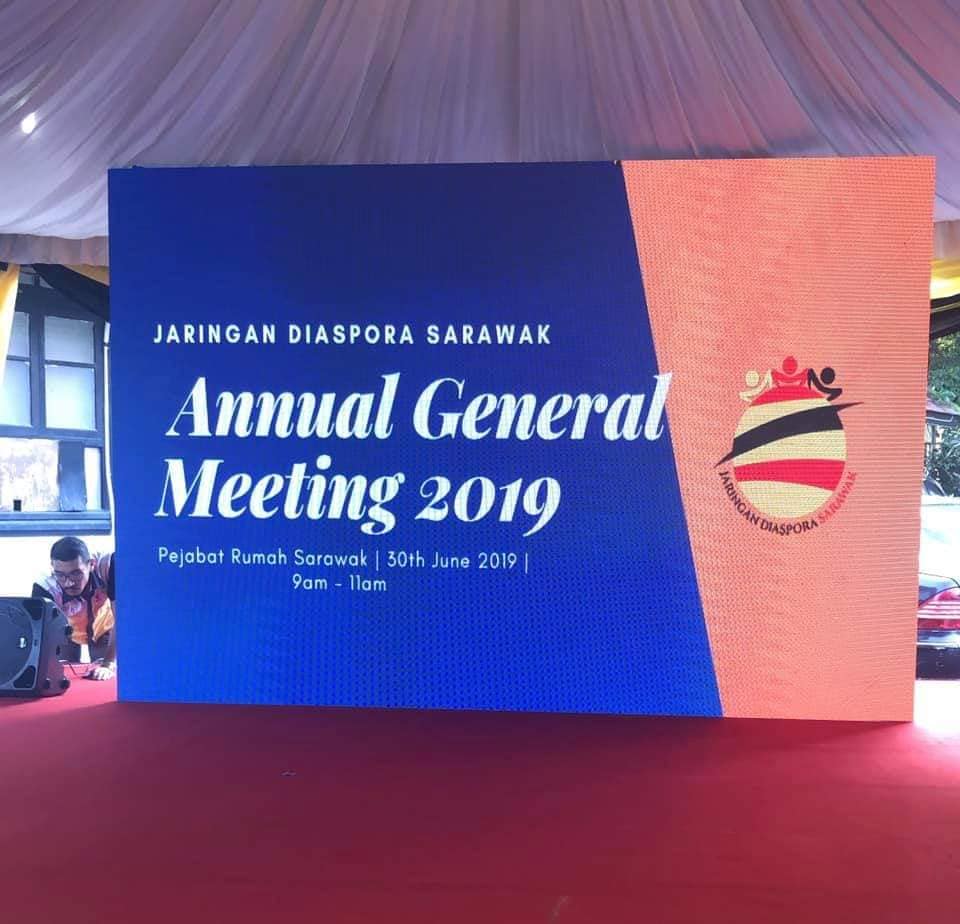 JARINGAN DIASPORA SARAWAK
Annual General
Meeting 2019
Pejabat Rumah Sarawak | 30th June 2019 |
9am - 11am
JARINGAN DIASPORA SARAWAK